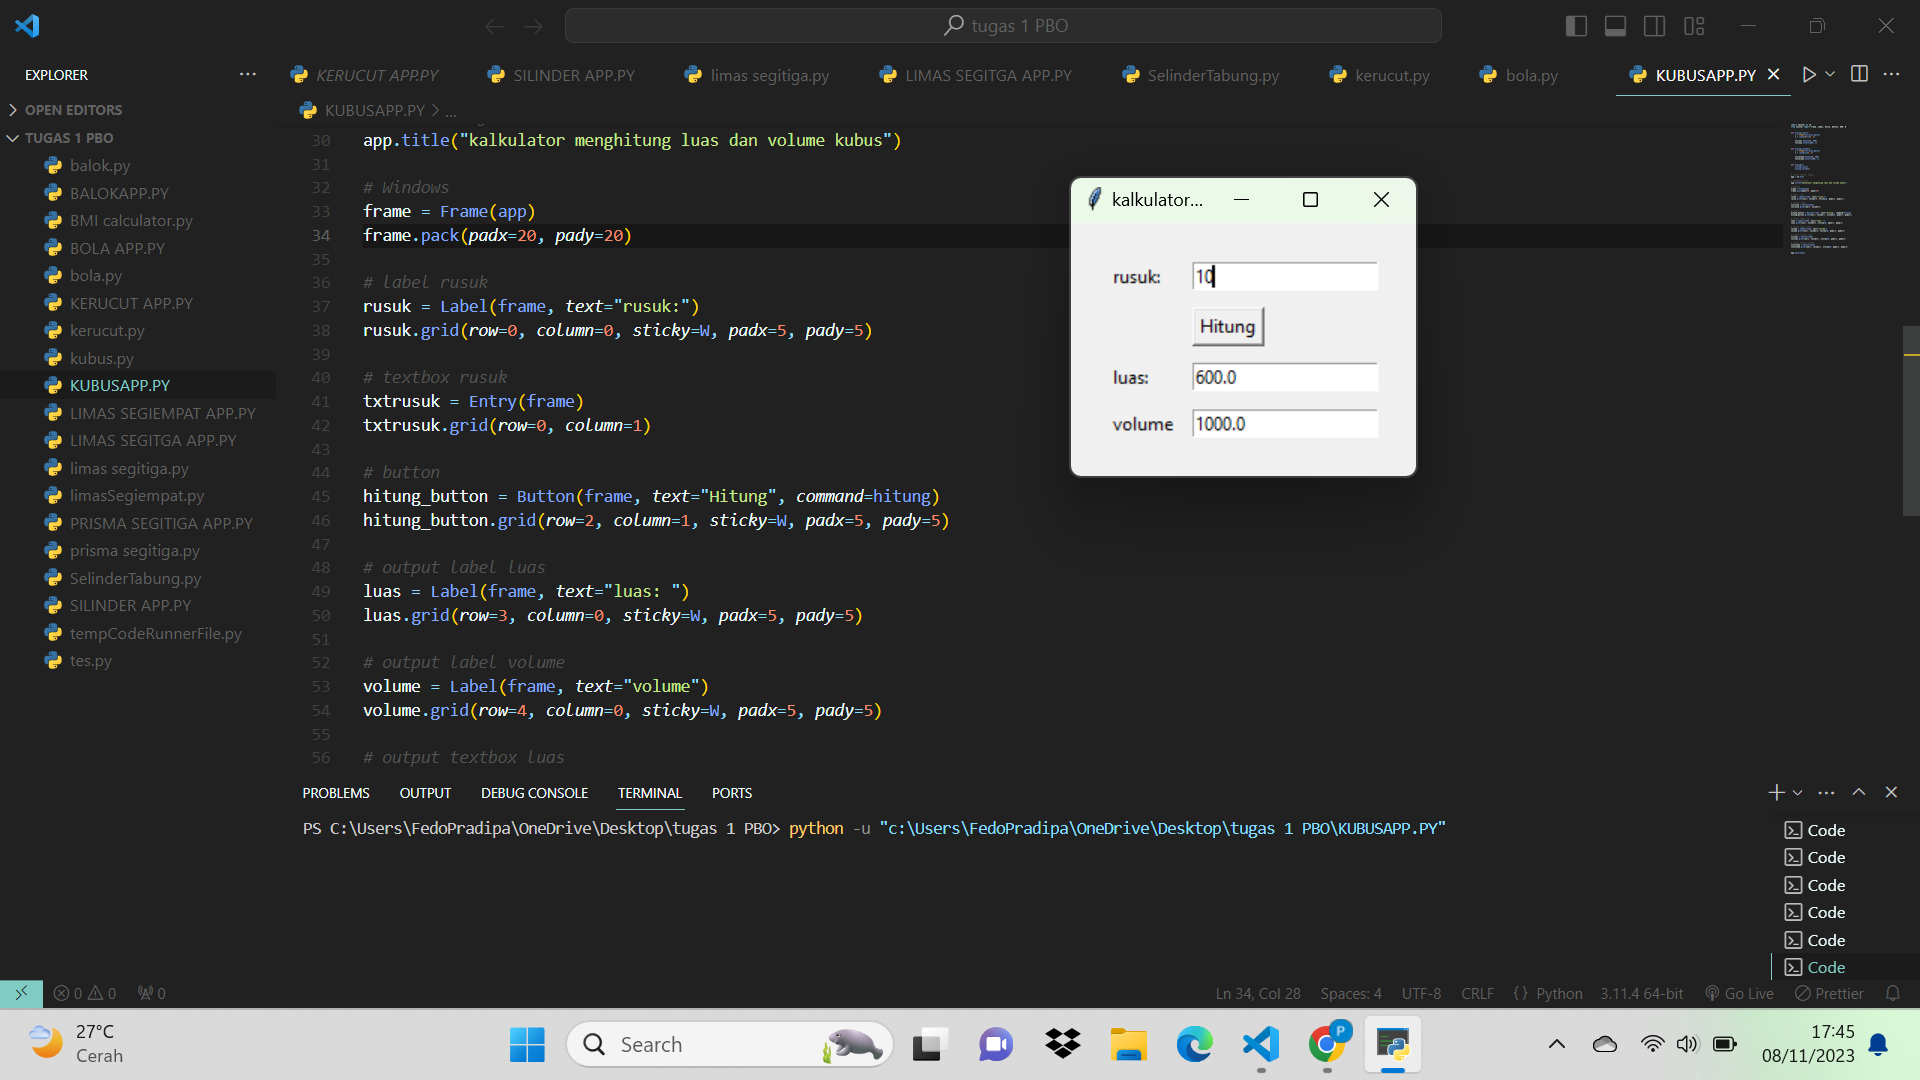 tugas 1 PBO
EXPLORER
KERUCUT APP.PY
SILINDER APP.PY
limas segitiga.py
LIMAS SEGITGA APP.PY
SelinderTabung.py
kerucut.py
bola.py
KUBUSAPP.PY
OPEN EDITORS
TUGAS 1 PBO
balok.py
BALOKAPP.PY
BMI calculator.py
BOLA APP.PY
bola.py
KERUCUT APP.PY
kerucut.py
kubus.py
KUBUSAPP.PY
LIMAS SEGIEMPAT APP.PY
LIMAS SEGITGA APP.PY
limas segitiga.py
limasSegiempat.py
PRISMA SEGITIGA APP.PY
prisma segitiga.py
SelinderTabung.py
SILINDER APP.PY
tempCodeRunnerFile.py
tes.py
KUBUSAPP.PY > ...
30 app.title("kalkulator menghitung luas dan volume kubus")
31
32 # Windows
33 frame = Frame(app)
34 frame.pack(padx=20, pady=20)
35
36 # label rusuk
37 rusuk = Label(frame, text="rusuk:")
38 rusuk.grid(row=0, column=0, sticky=W, padx=5, pady=5)
39
40 # textbox rusuk
41 txtrusuk = Entry(frame)
42 txtrusuk.grid(row=0, column=1)
43
44 # button
45 hitung_button = Button(frame, text="Hitung", command=hitung)
46 hitung_button.grid(row=2, column=1, sticky=W, padx=5, pady=5)
47
48 # output label luas
49 luas = Label(frame, text="luas: ")
50 luas.grid(row=3, column=0, sticky=W, padx=5, pady=5)
51
52 # output label volume
53 volume = Label(frame, text="volume")
54 volume.grid(row=4, column=0, sticky=W, padx=5, pady=5)
55
56 # output textbox luas
kalkulator...
rusuk: 10
Hitung
luas: 600.0
volume 1000.0
PROBLEMS OUTPUT DEBUG CONSOLE TERMINAL PORTS
PS C:\Users\FedoPradipa\OneDrive\Desktop\tugas 1 PBO> python -u "c:\Users\FedoPradipa\OneDrive\Desktop\tugas 1 PBO\KUBUSAPP.PY"
Code
Code
Code
Code
Code
Code
0 0 0
Ln 34, Col 28 Spaces: 4 UTF-8 CRLF {} Python 3.11.4 64-bit Go Live Prettier
27°C
Cerah
Search
P
17:45
08/11/2023